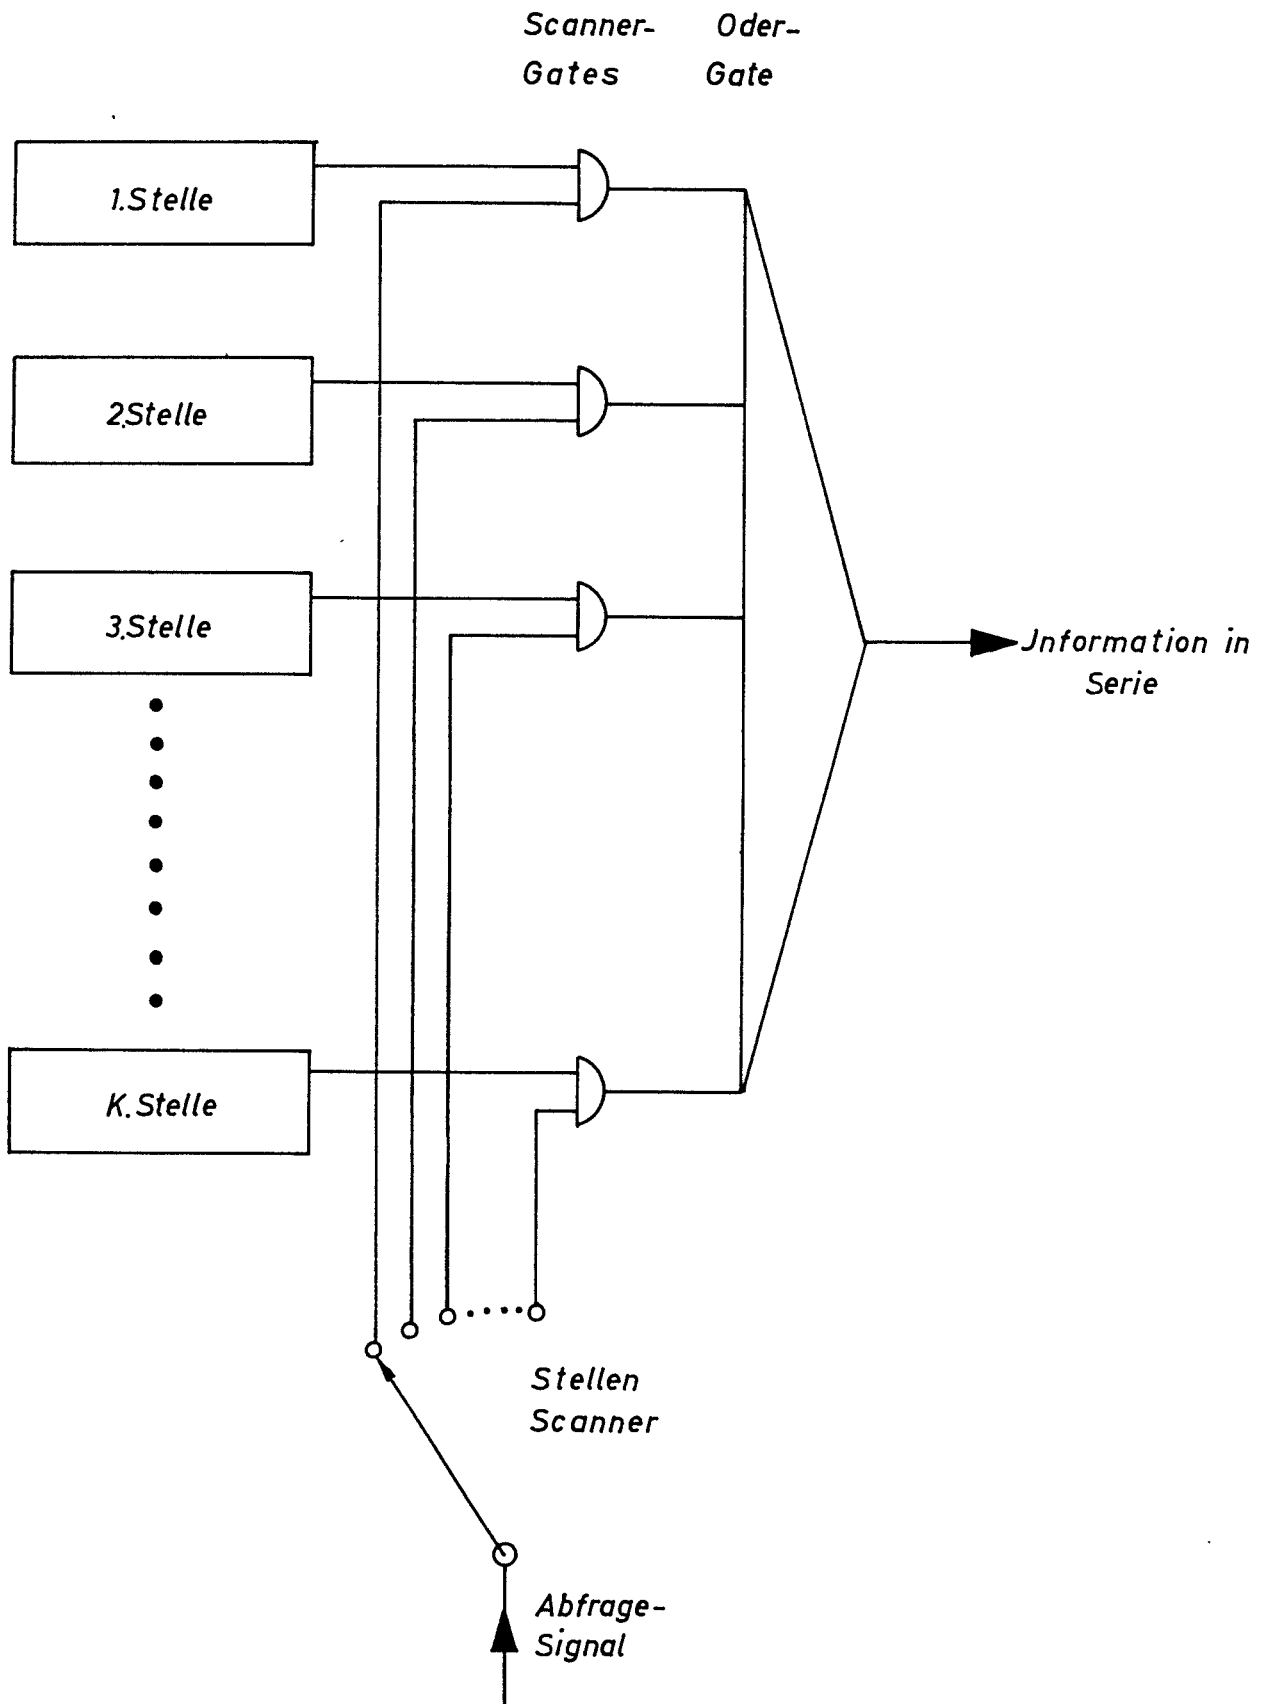 Scanner-
Gates
Oder-
Gate
1.Stelle
2.Stelle
3.Stelle
Jnformation in
Serie
K.Stelle
Stellen
Scanner
Abfrage-
Signal